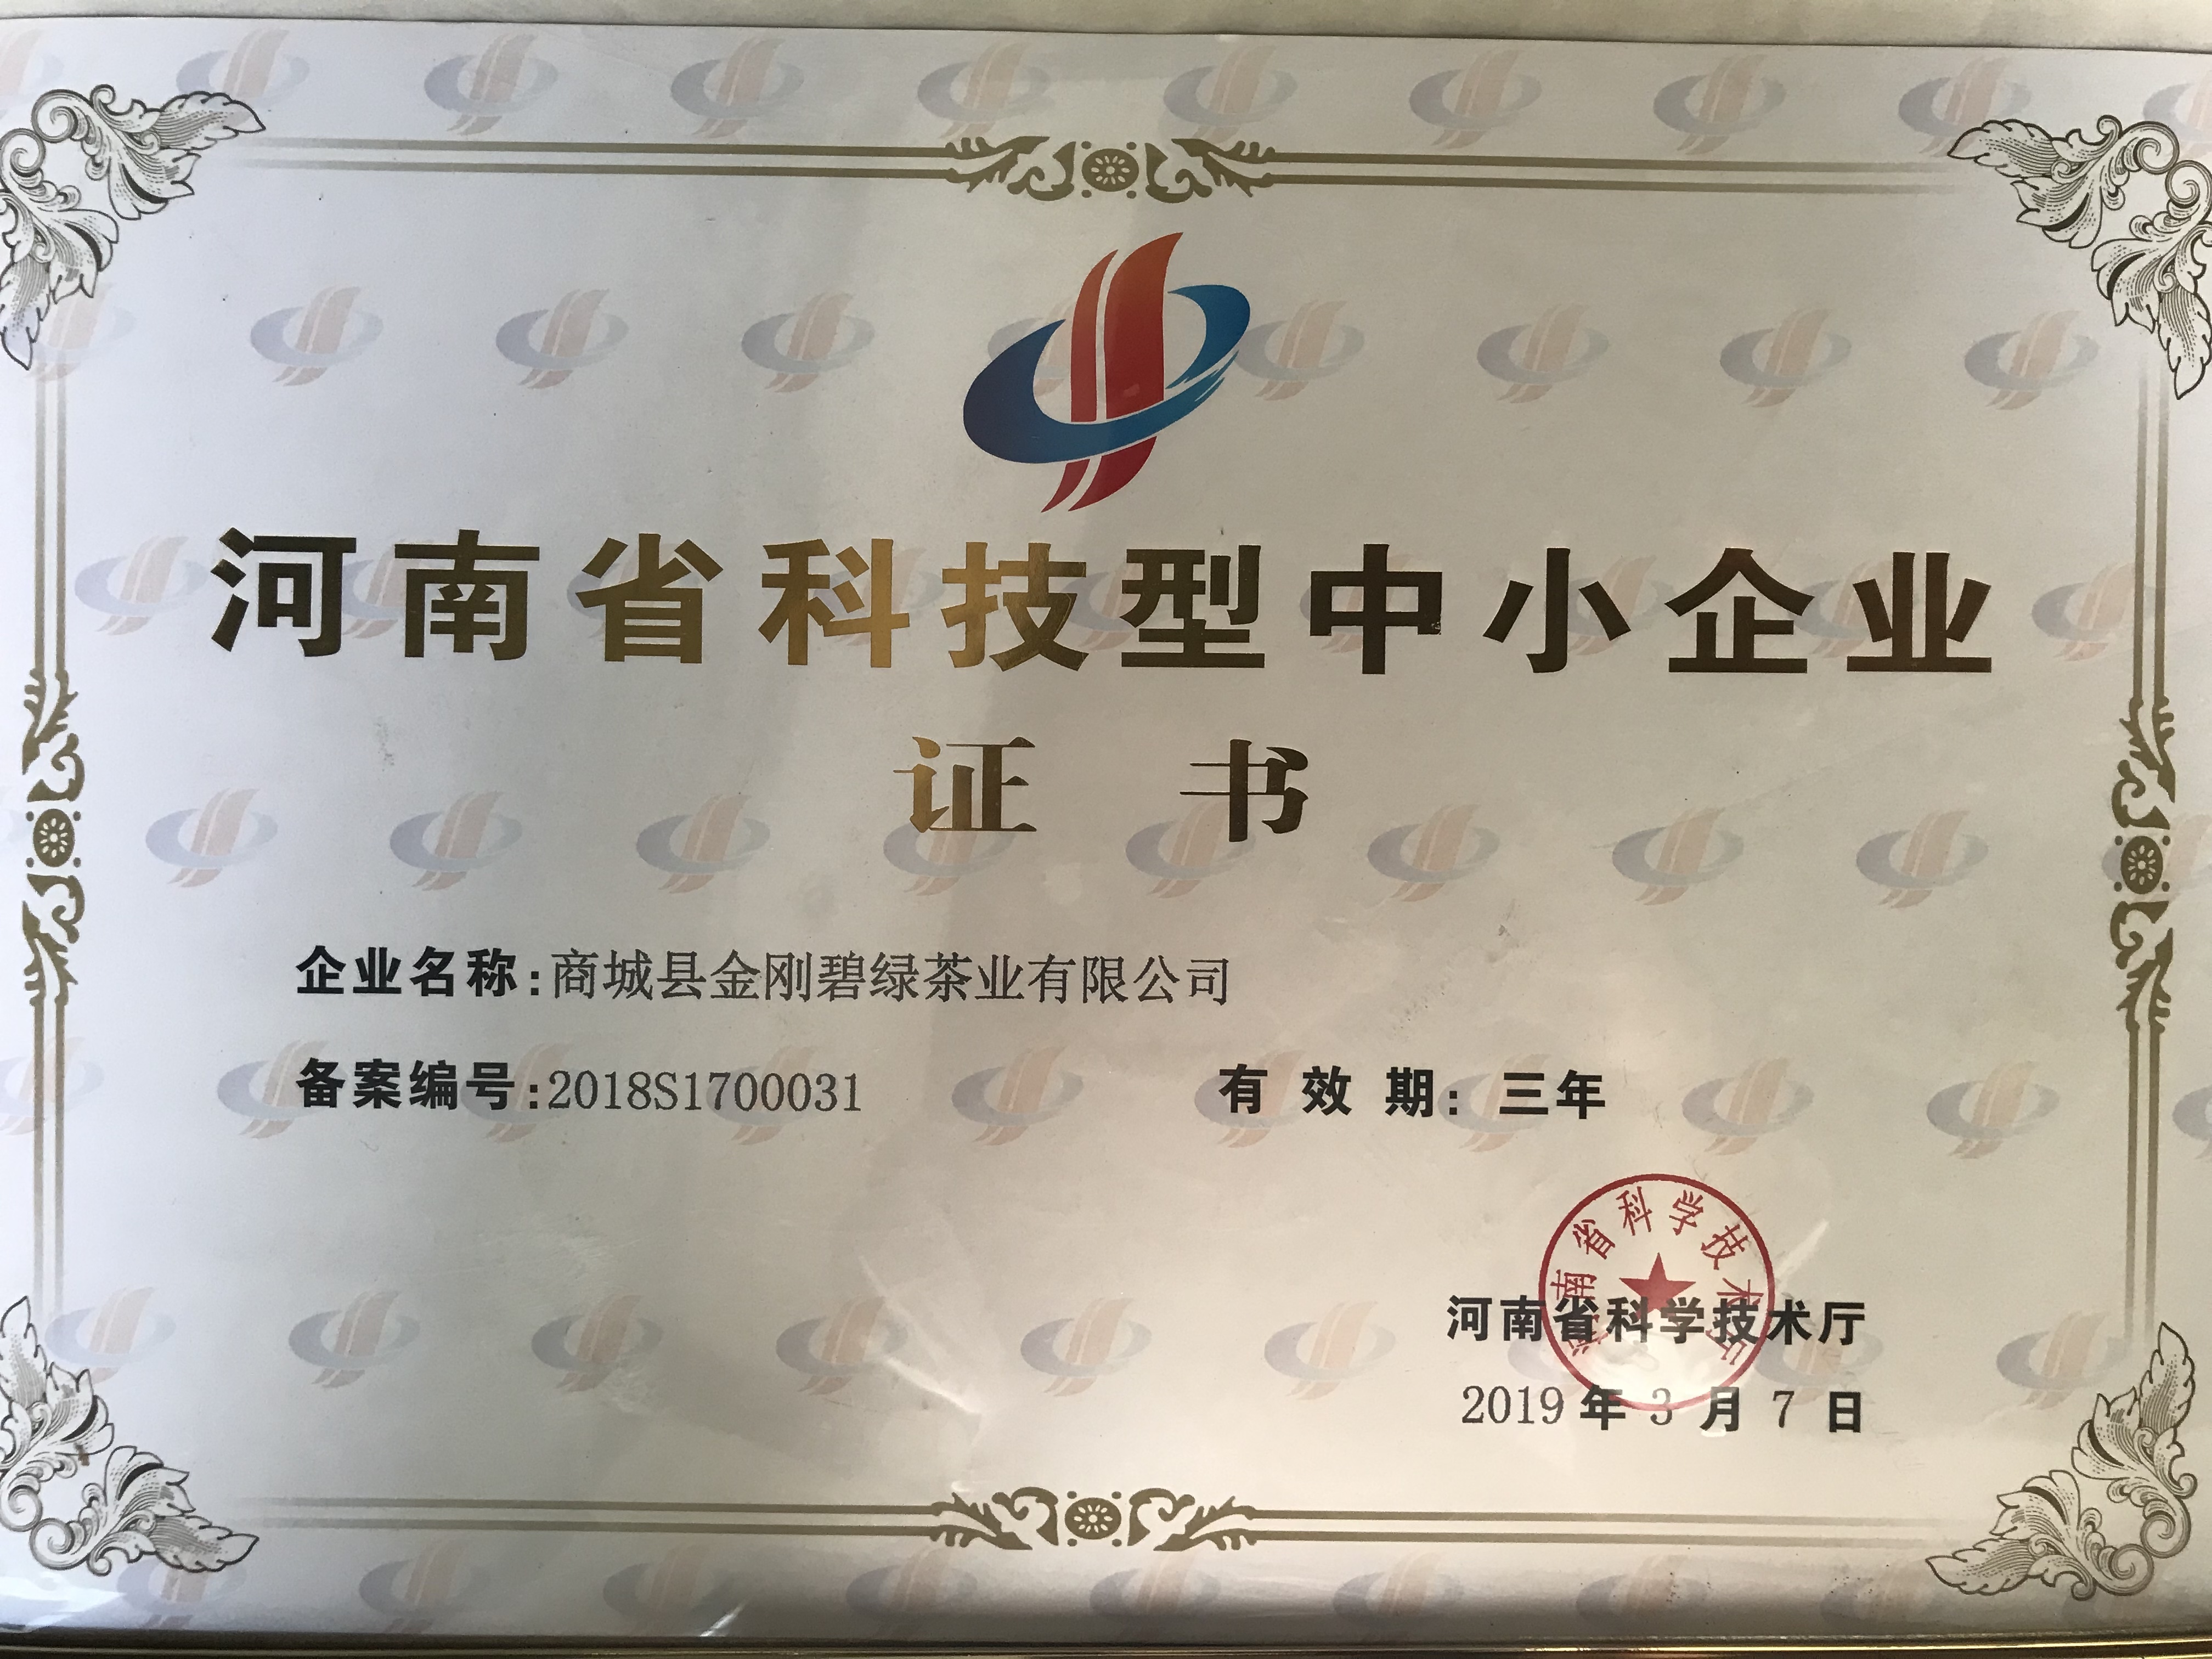 河南省科技型中小企业
证书
企业名称:商城县金刚碧绿茶业有限公司
备案编号:2018S1700031 有效期:三年
河南省科学技术厅
河南省科学技术厅
2019年3月7日